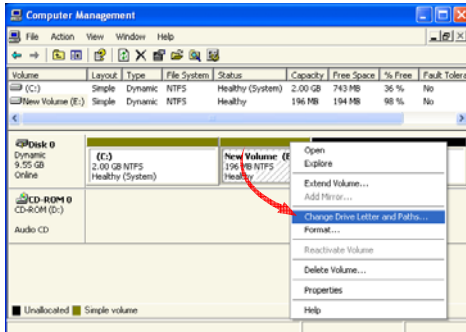 Computer Management
File Action View Window Help
Volume Layout Type File System Status Capacity Free Space % Free Fault Tolera
(C:) Simple Dynamic NTFS Healthy (System) 2.00 GB 743 MB 36 % No
New Volume (E:) Simple Dynamic NTFS Healthy 196 MB 194 MB 98 % No
Disk 0
Dynamic
9.55 GB
Online
(C:)
2.00 GB NTFS
Healthy (System)
New Volume (E
196 MB NTFS
Healthy
CD-ROM 0
CD-ROM (D:)
Audio CD
Open
Explore
Extend Volume...
Add Mirror...
Change Drive Letter and Paths...
Format...
Reactivate Volume
Delete Volume...
Properties
Help
Unallocated Simple volume